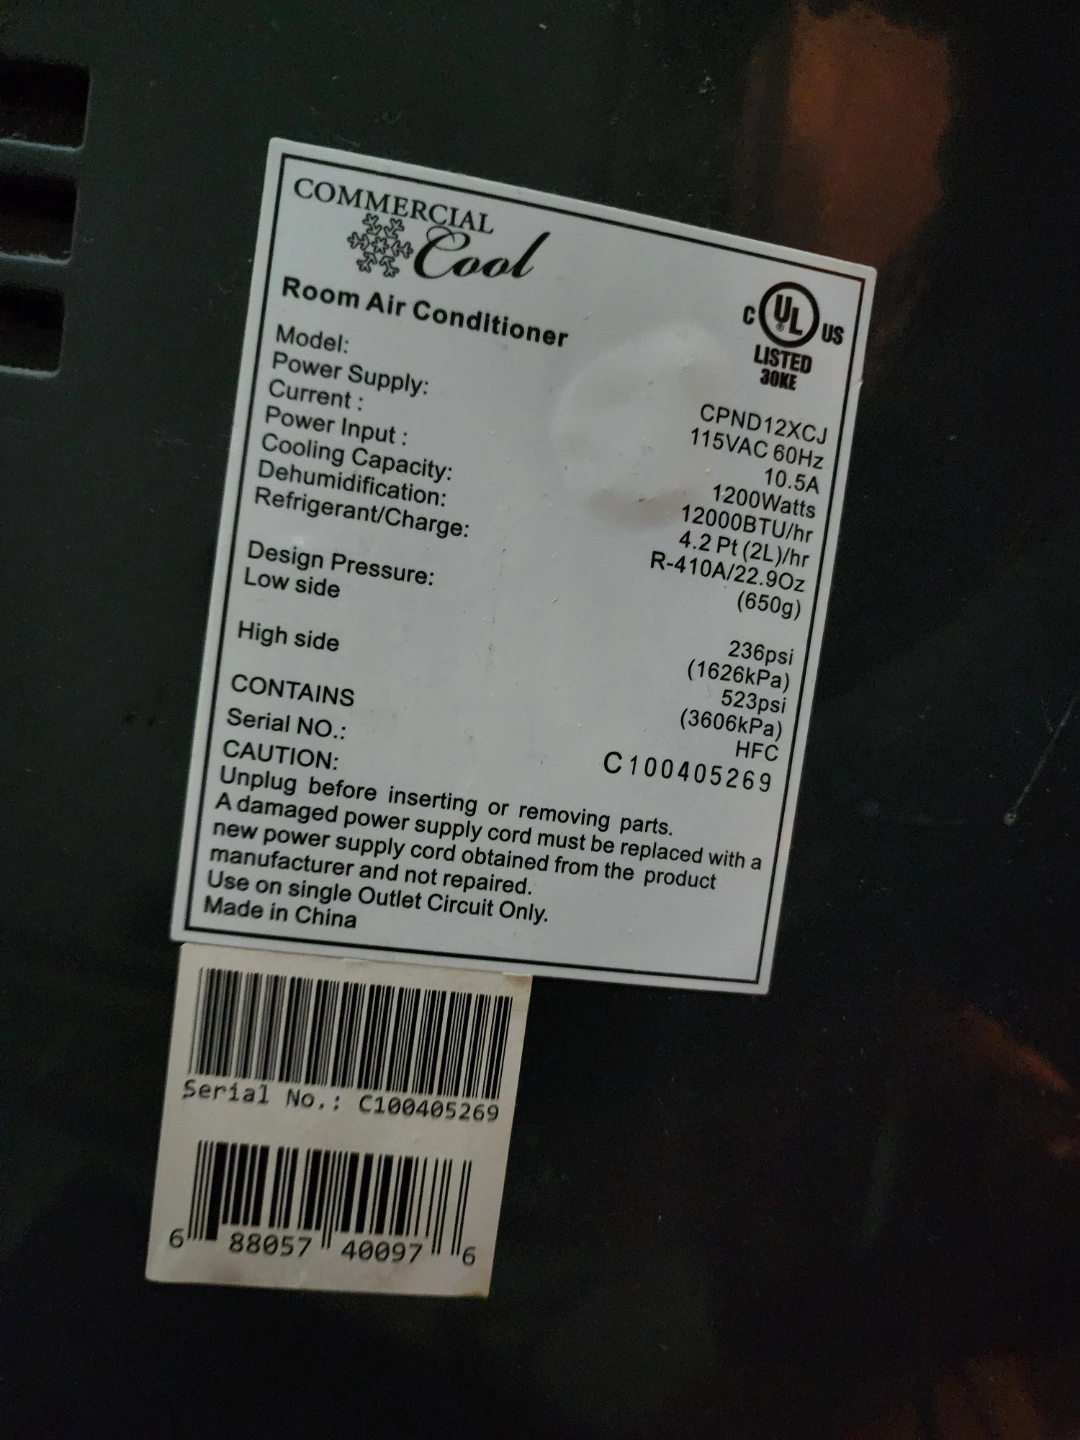 COMMERCIAL
Cool
Room Air Conditioner
C UL US
LISTED
30KE
Model: CPND12XCJ
Power Supply: 115VAC 60Hz
Current : 10.5A
Power Input : 1200Watts
Cooling Capacity: 12000BTU/hr
Dehumidification: 4.2 Pt (2L)/hr
Refrigerant/Charge: R-410A/22.9Oz
(650g)
Design Pressure:
Low side 236psi
(1626kPa)
High side 523psi
(3606kPa)
CONTAINS HFC
Serial NO.: C100405269
CAUTION:
Unplug before inserting or removing parts.
A damaged power supply cord must be replaced with a
new power supply cord obtained from the product
manufacturer and not repaired.
Use on single Outlet Circuit Only.
Made in China
Serial No.: C100405269
6 88057 40097 6